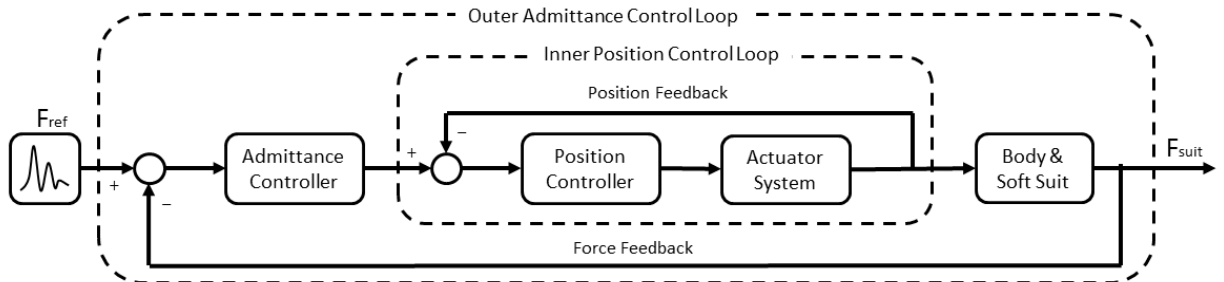 Outer Admittance Control Loop
Inner Position Control Loop
Position Feedback
Fref
Fsuit
+
−
Admittance
Controller
+
−
Position
Controller
Actuator
System
Body &
Soft Suit
Force Feedback